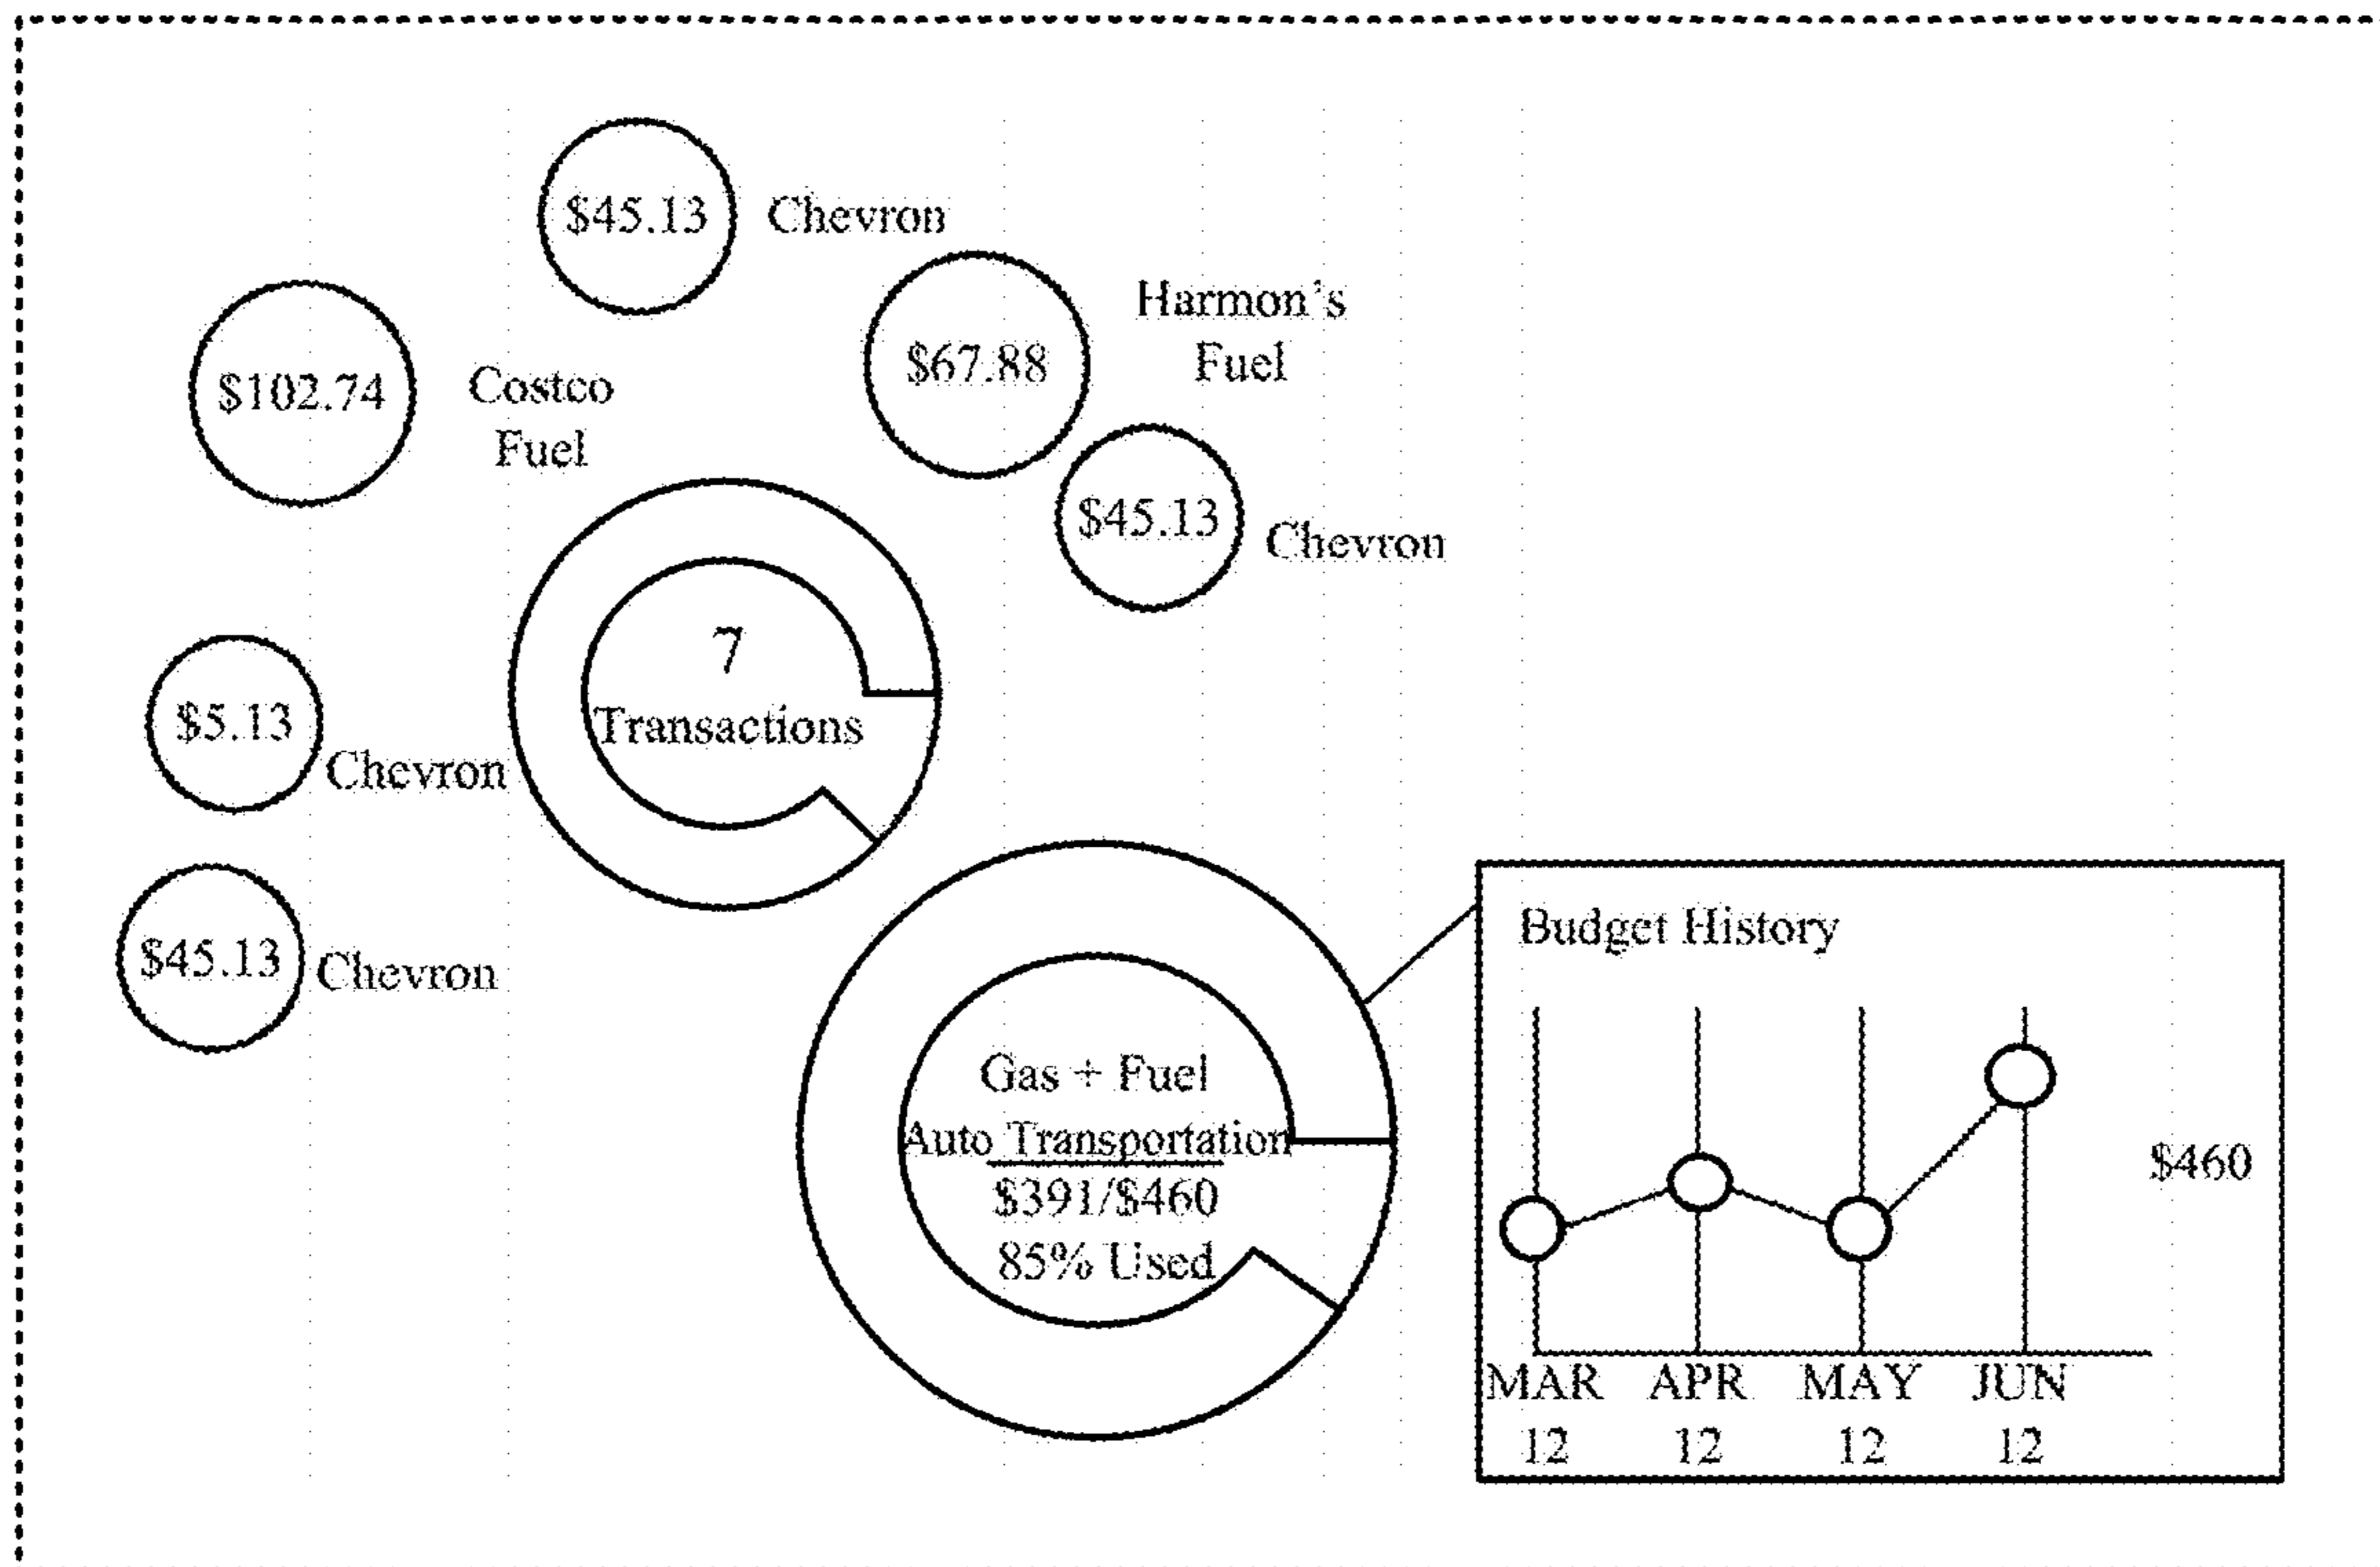 $45.13 Chevron
$102.74
Costco
Fuel
$67.88
Harmon's
Fuel
$45.13 Chevron
7
Transactions
$5.13
Chevron
$45.13 Chevron
Gas + Fuel
Auto Transportation
$391/$460
85% Used
Budget History
$460
MAR APR MAY JUN
12 12 12 12